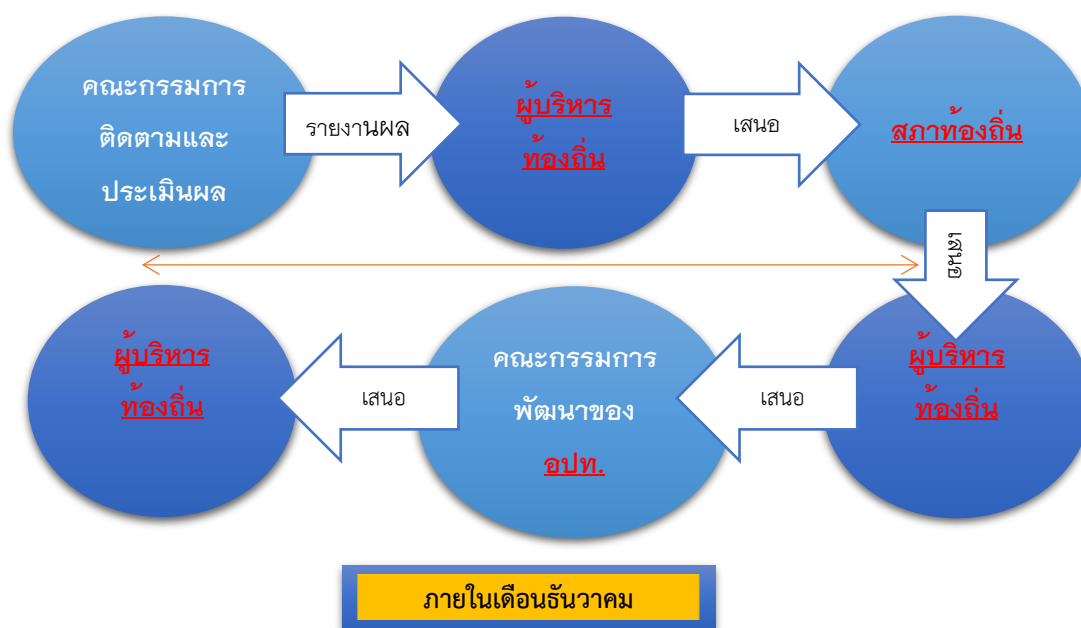 คณะกรรมการ
ติดตามและ
ประเมินผล
รายงานผล
ผู้บริหาร
ท้องถิ่น
เสนอ
สภาท้องถิ่น
เสนอ
ผู้บริหาร
ท้องถิ่น
เสนอ
คณะกรรมการ
พัฒนาของ
อปท.
เสนอ
ผู้บริหาร
ท้องถิ่น
ภายในเดือนธันวาคม